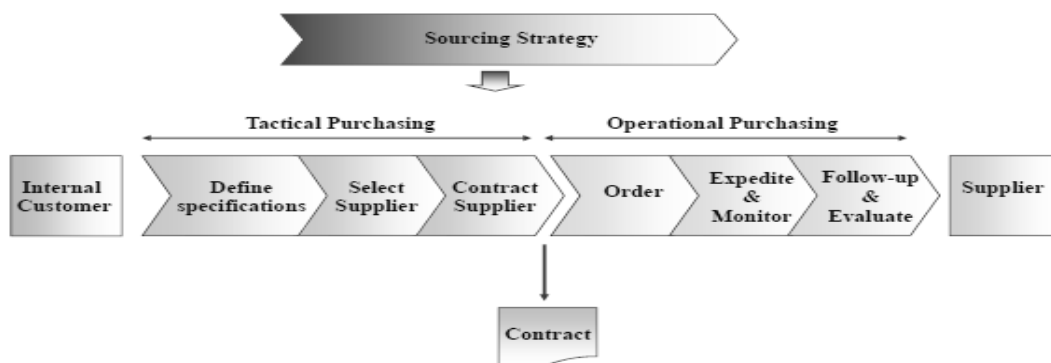 Sourcing Strategy
Tactical Purchasing
Operational Purchasing
Internal
Customer
Define
specifications
Select
Supplier
Contract
Supplier
Order
Expedite
&
Monitor
Follow-up
&
Evaluate
Supplier
Contract